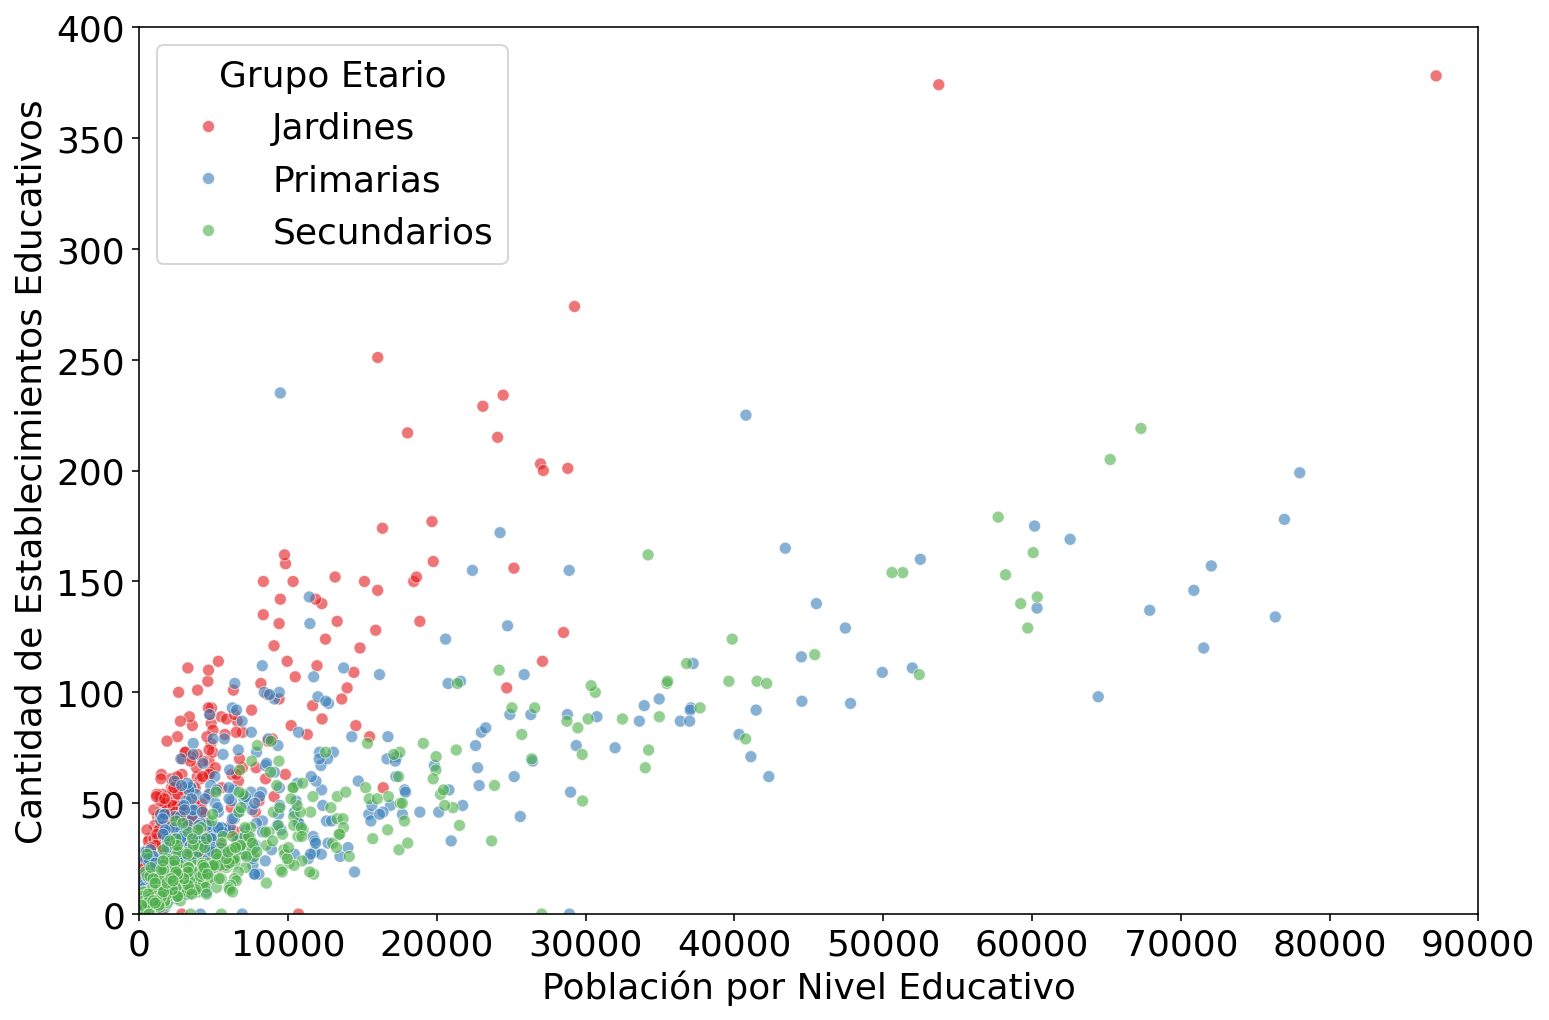 400
350
300
250
200
150
100
50
0
Cantidad de Establecimientos Educativos
Grupo Etario
Jardines
Primarias
Secundarios
0 10000 20000 30000 40000 50000 60000 70000 80000 90000
Población por Nivel Educativo